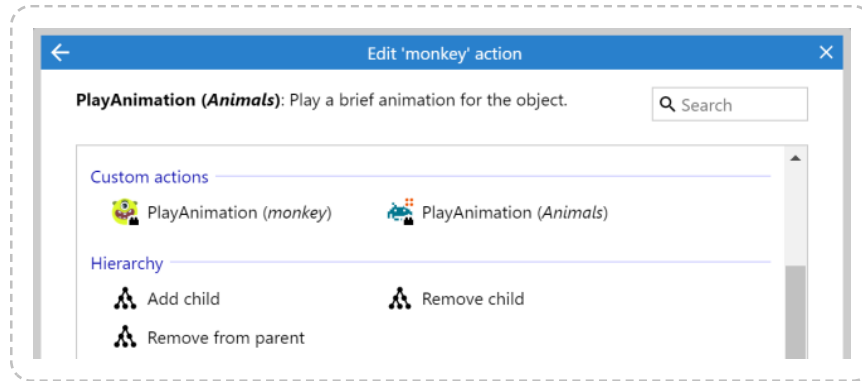 Edit 'monkey' action
PlayAnimation (Animals): Play a brief animation for the object.
Search
Custom actions
PlayAnimation (monkey)
PlayAnimation (Animals)
Hierarchy
Add child
Remove child
Remove from parent